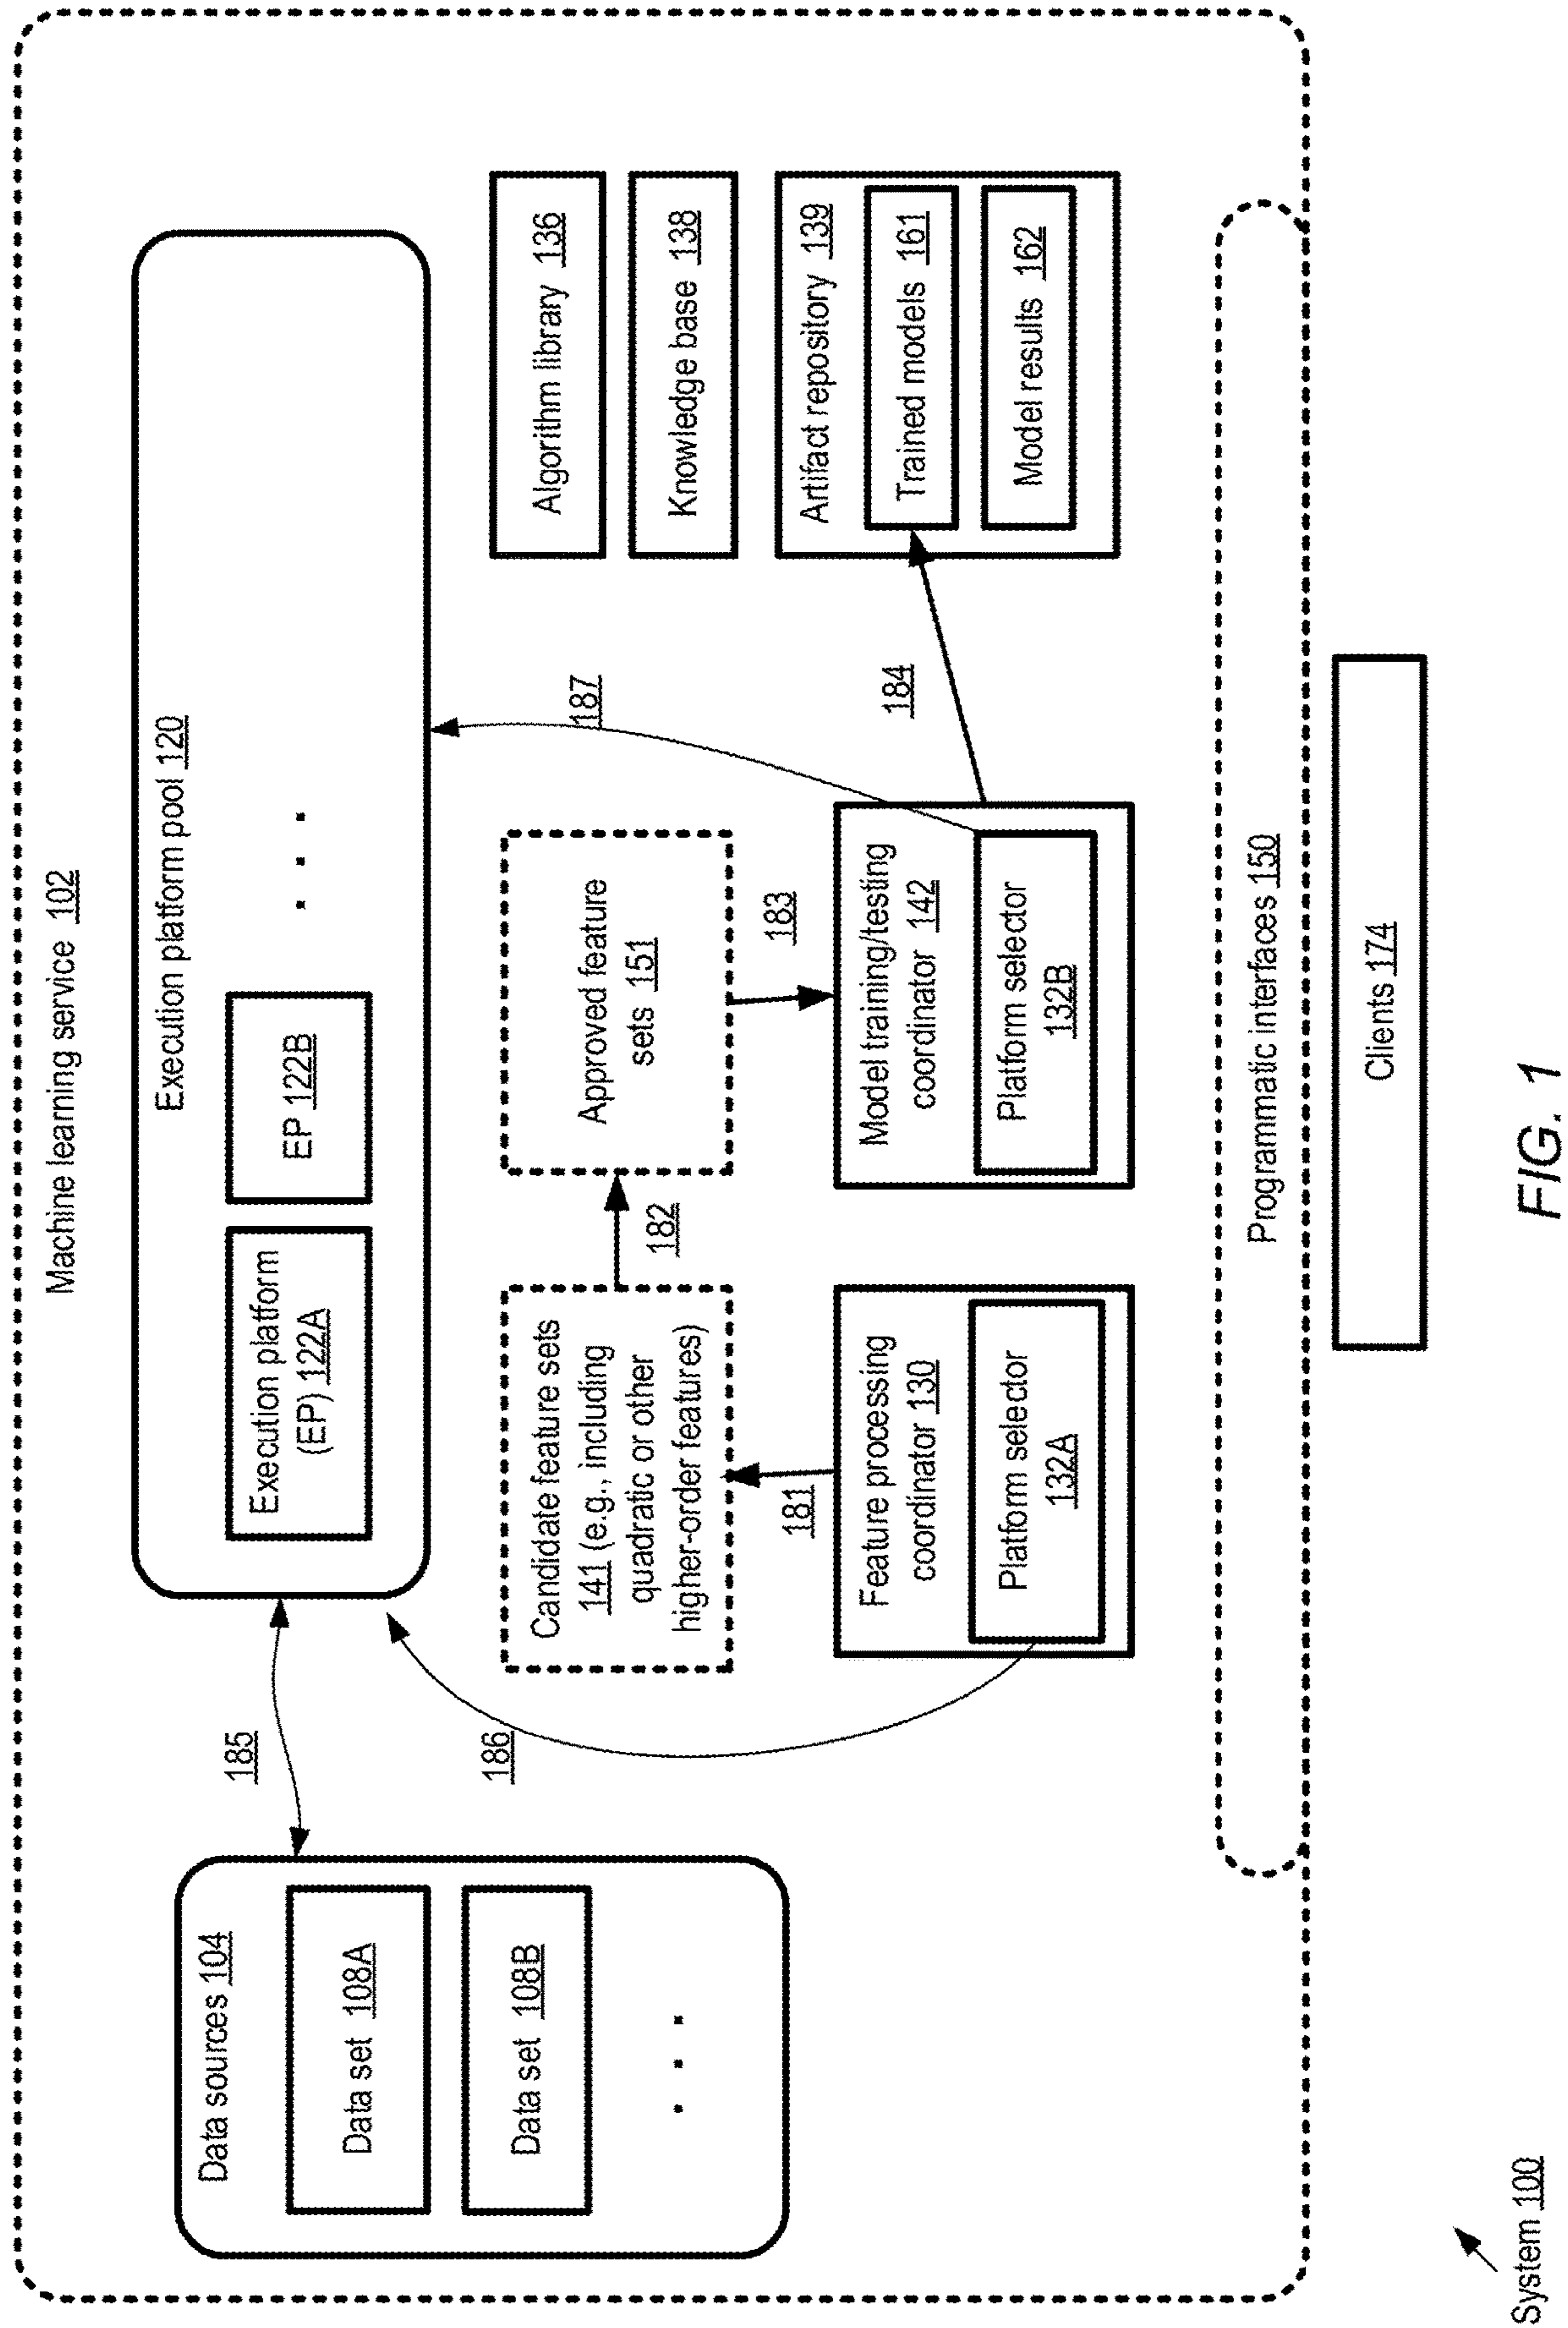 Machine learning service 102
Data sources 104
Data set 108A
Data set 108B
. . .
185
186
Execution platform pool 120
Execution platform
(EP) 122A
EP 122B
. . .
Candidate feature sets
141 (e.g., including
quadratic or other
higher-order features)
182
Approved feature
sets 151
181
183
187
Feature processing
coordinator 130
Platform selector
132A
Model training/testing
coordinator 142
Platform selector
132B
184
Algorithm library 136
Knowledge base 138
Artifact repository 139
Trained models 161
Model results 162
Programmatic interfaces 150
Clients 174
System 100
FIG. 1